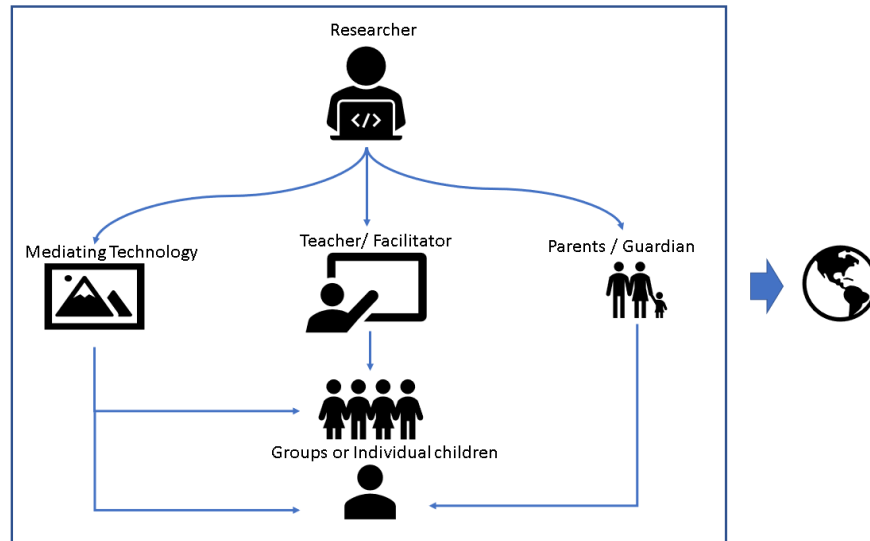 Researcher
</>
Mediating Technology
Teacher/ Facilitator
Parents / Guardian
Groups or Individual children